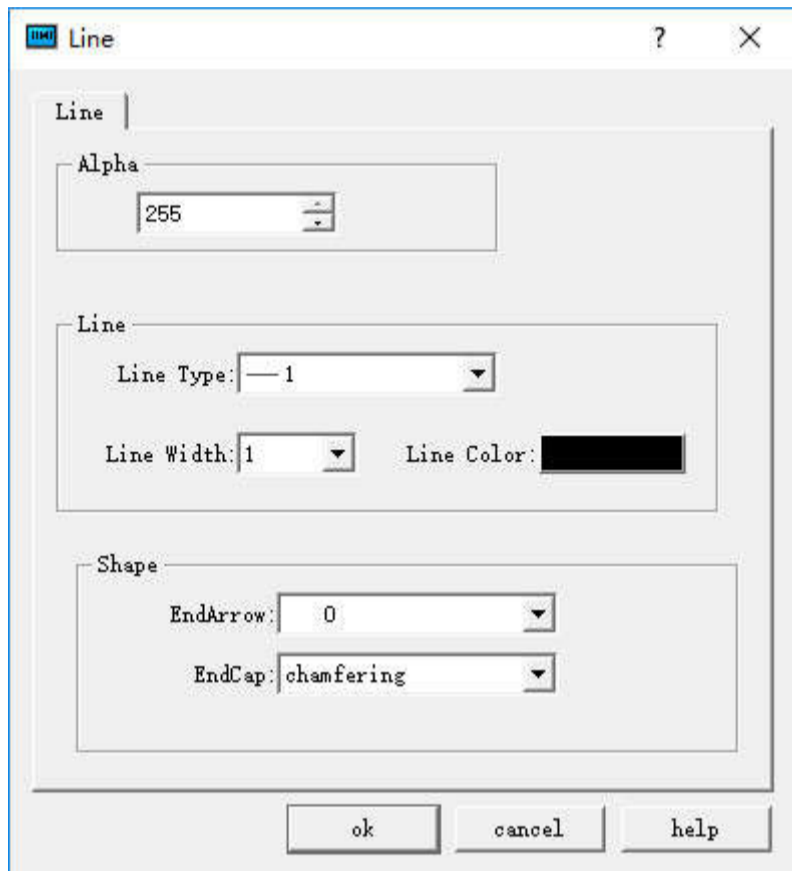 Line
?
Line
Alpha
255
Line
Line Type: 1
Line Width: 1 Line Color:
Shape
EndArrow: 0
EndCap: chamfering
ok cancel help